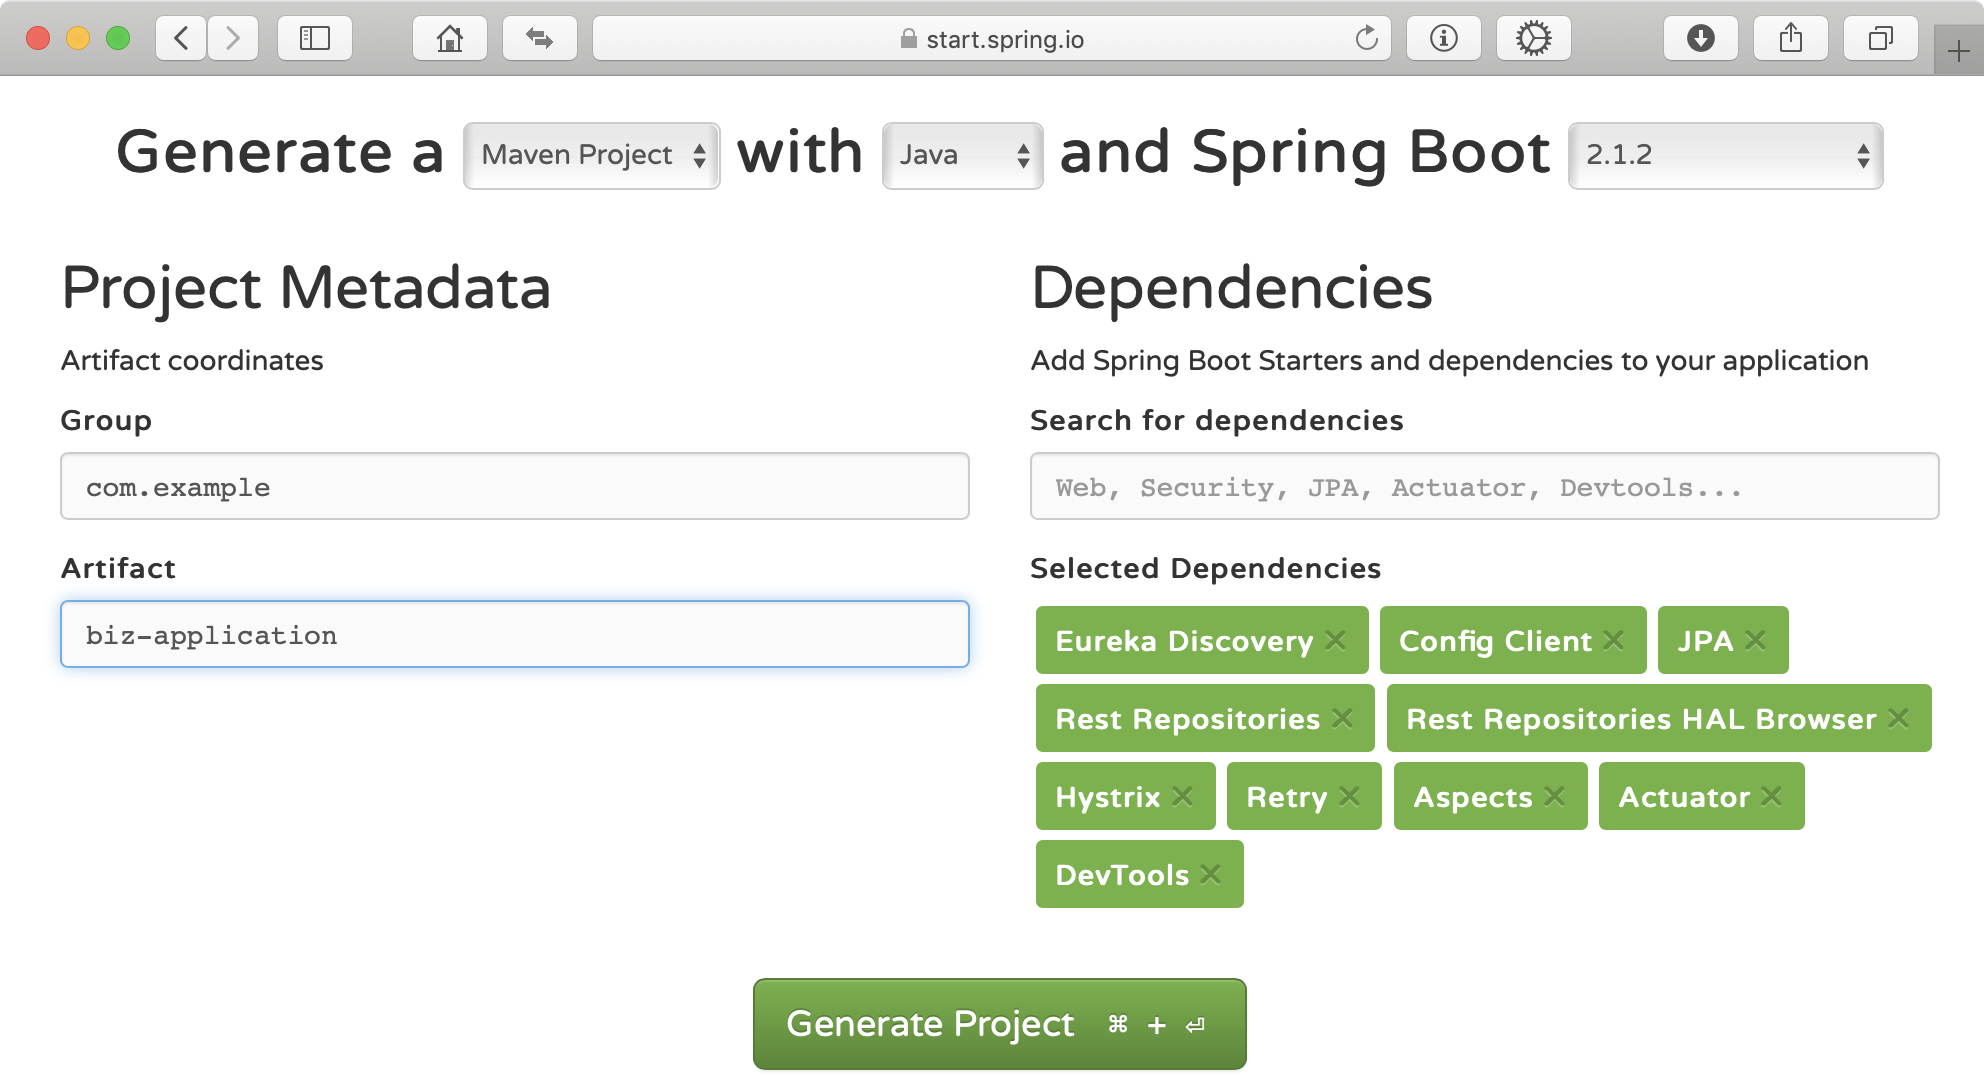 start.spring.io
Generate a Maven Project with Java and Spring Boot 2.1.2
Project Metadata
Artifact coordinates
Group
com.example
Artifact
biz-application
Dependencies
Add Spring Boot Starters and dependencies to your application
Search for dependencies
Web, Security, JPA, Actuator, Devtools...
Selected Dependencies
Eureka Discovery × Config Client × JPA ×
Rest Repositories × Rest Repositories HAL Browser ×
Hystrix × Retry × Aspects × Actuator ×
DevTools ×
Generate Project ⌘ + ⏎